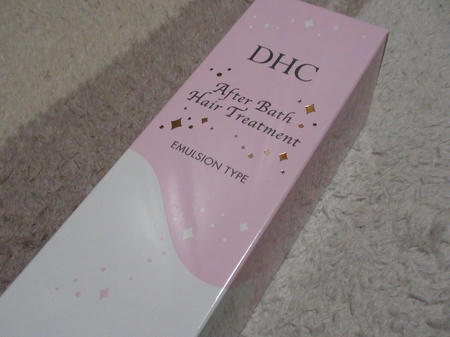 DHC
After Bath
Hair Treatment
EMULSION TYPE